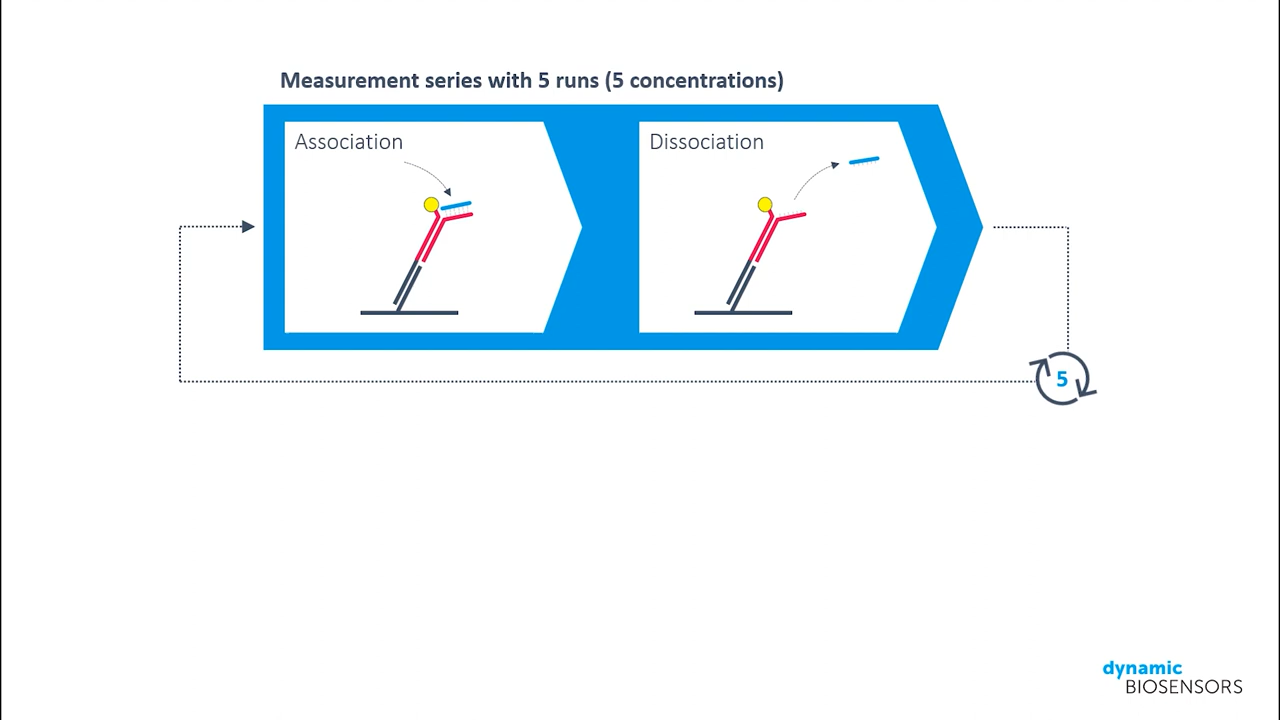 Measurement series with 5 runs (5 concentrations)
Association
Dissociation
5
dynamic
BIOSENSORS